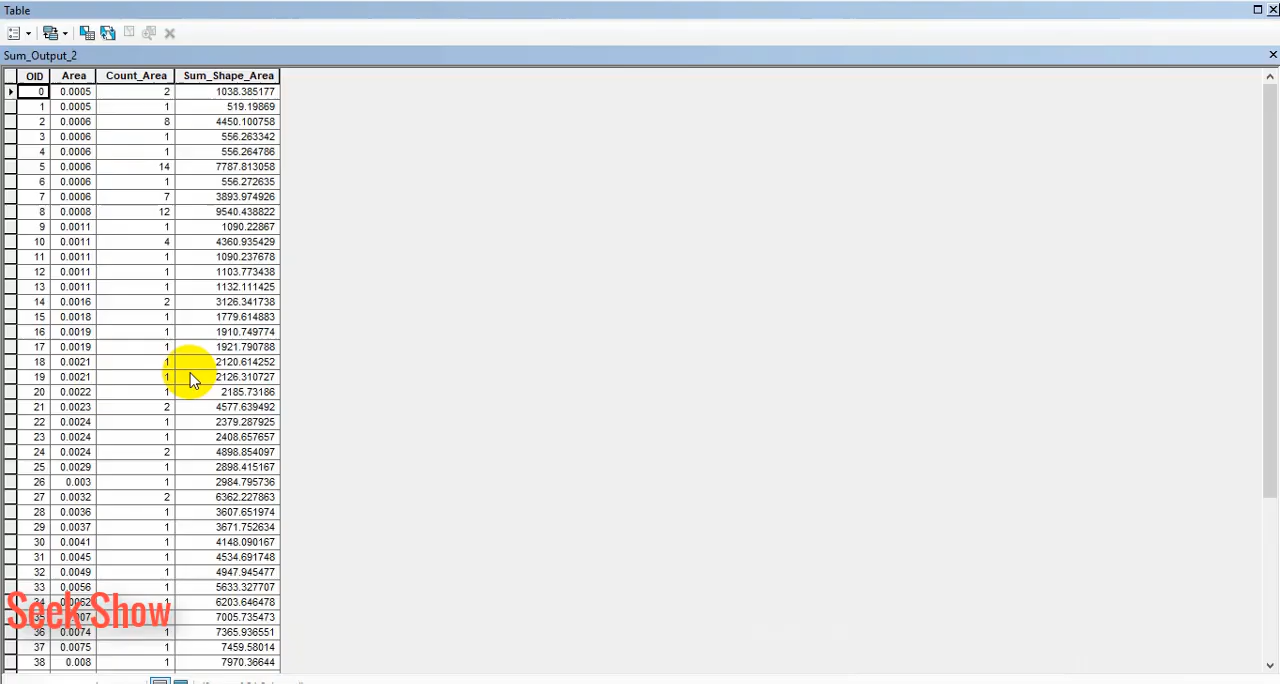 Table
Sum_Output_2
OID Area Count_Area Sum_Shape_Area
0 0.0005 2 1038.385177
1 0.0005 1 519.19869
2 0.0006 8 4450.100758
3 0.0006 1 556.263342
4 0.0006 1 556.264786
5 0.0006 14 7787.813058
6 0.0006 1 556.272635
7 0.0006 7 3893.974926
8 0.0008 12 9540.438822
9 0.0011 1 1090.22867
10 0.0011 4 4360.935429
11 0.0011 1 1090.237678
12 0.0011 1 1103.773438
13 0.0011 1 1132.111425
14 0.0016 2 3126.341738
15 0.0018 1 1779.614883
16 0.0019 1 1910.749774
17 0.0019 1 1921.790788
18 0.0021 1 2120.614252
19 0.0021 1 2126.310727
20 0.0022 1 2185.73186
21 0.0023 2 4577.639492
22 0.0024 1 2379.287925
23 0.0024 1 2408.657657
24 0.0024 2 4898.854097
25 0.0029 1 2898.415167
26 0.003 1 2984.795736
27 0.0032 2 6362.227863
28 0.0036 1 3607.651974
29 0.0037 1 3671.752634
30 0.0041 1 4148.090167
31 0.0045 1 4534.691748
32 0.0049 1 4947.945477
33 0.0056 1 5633.327707
1 6203.646478
1 7005.735473
36 0.0074 1 7365.936551
37 0.0075 1 7459.58014
38 0.008 1 7970.36644
Seek Show